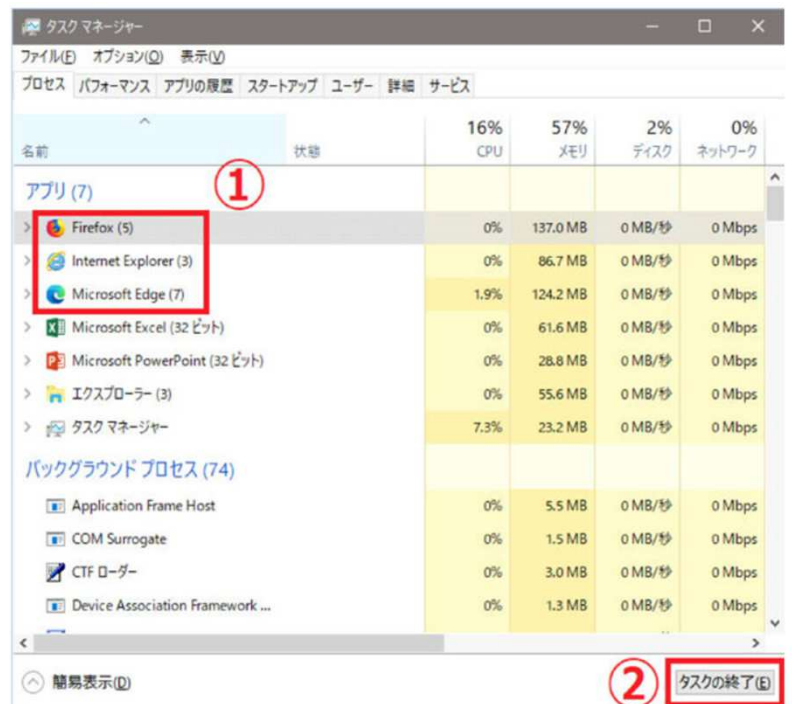 タスク マネージャー
ファイル(F) オプション(O) 表示(V)
プロセス パフォーマンス アプリの履歴 スタートアップ ユーザー 詳細 サービス
16% 57% 2% 0%
名前 状態 CPU メモリ ディスク ネットワーク
アプリ (7) ①
Firefox (5) 0% 137.0 MB 0 MB/秒 0 Mbps
Internet Explorer (3) 0% 86.7 MB 0 MB/秒 0 Mbps
Microsoft Edge (7) 1.9% 124.2 MB 0 MB/秒 0 Mbps
Microsoft Excel (32 ビット) 0% 61.6 MB 0 MB/秒 0 Mbps
Microsoft PowerPoint (32 ビット) 0% 28.8 MB 0 MB/秒 0 Mbps
エクスプローラー (3) 0% 55.6 MB 0 MB/秒 0 Mbps
タスク マネージャー 7.3% 23.2 MB 0 MB/秒 0 Mbps
バックグラウンド プロセス (74)
Application Frame Host 0% 5.5 MB 0 MB/秒 0 Mbps
COM Surrogate 0% 1.5 MB 0 MB/秒 0 Mbps
CTF ローダー 0% 3.0 MB 0 MB/秒 0 Mbps
Device Association Framework ... 0% 1.3 MB 0 MB/秒 0 Mbps
簡易表示(D) ② タスクの終了(E)